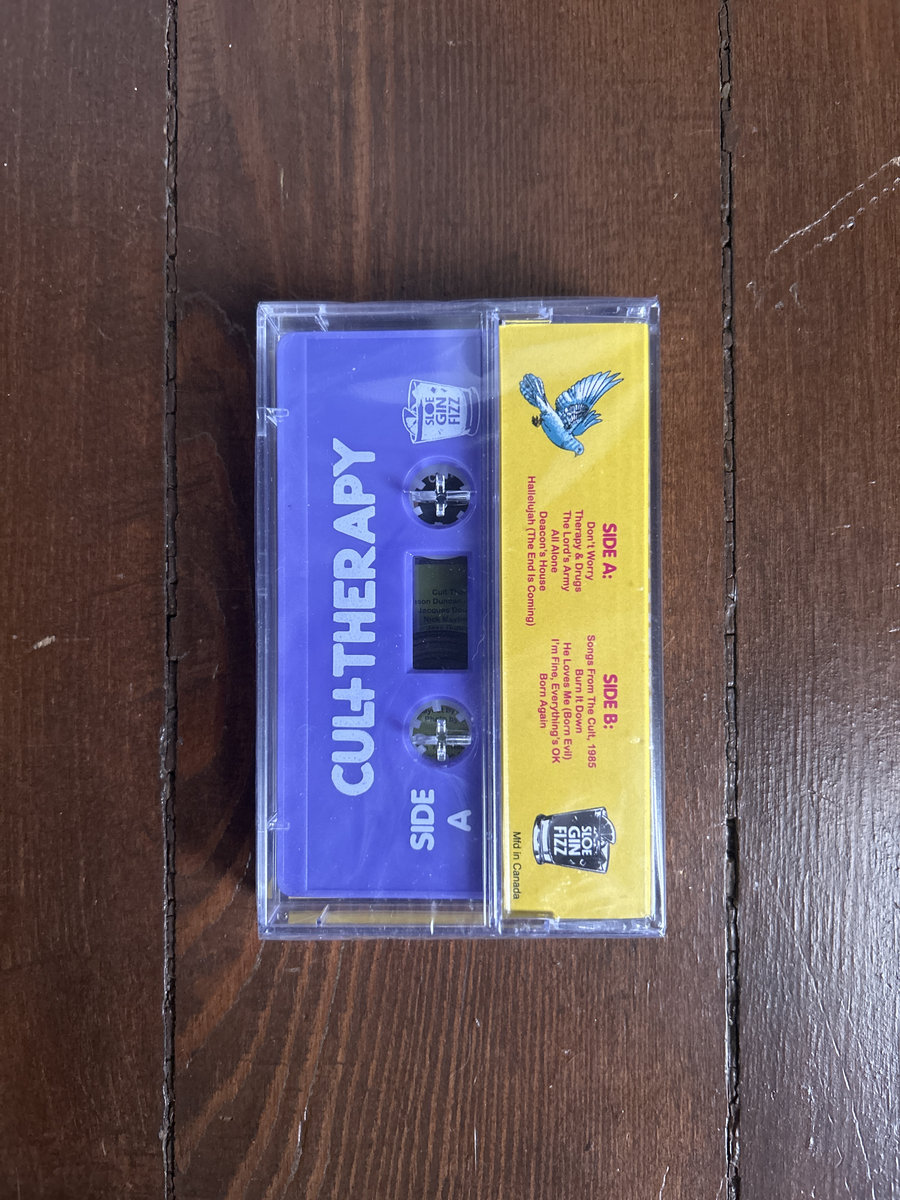 CULT THERAPY
SLOE
GIN
FIZZ
SIDE
A
SIDE A:
Don't Worry
Therapy & Drugs
The Lord's Army
All Alone
Deacon's House
Hallelujah (The End Is Coming)
SIDE B:
Songs From The Cult, 1985
Burn It Down
He Loves Me (Born Evil)
I'm Fine, Everything's OK
Born Again
SLOE
GIN
FIZZ
Mfd in Canada